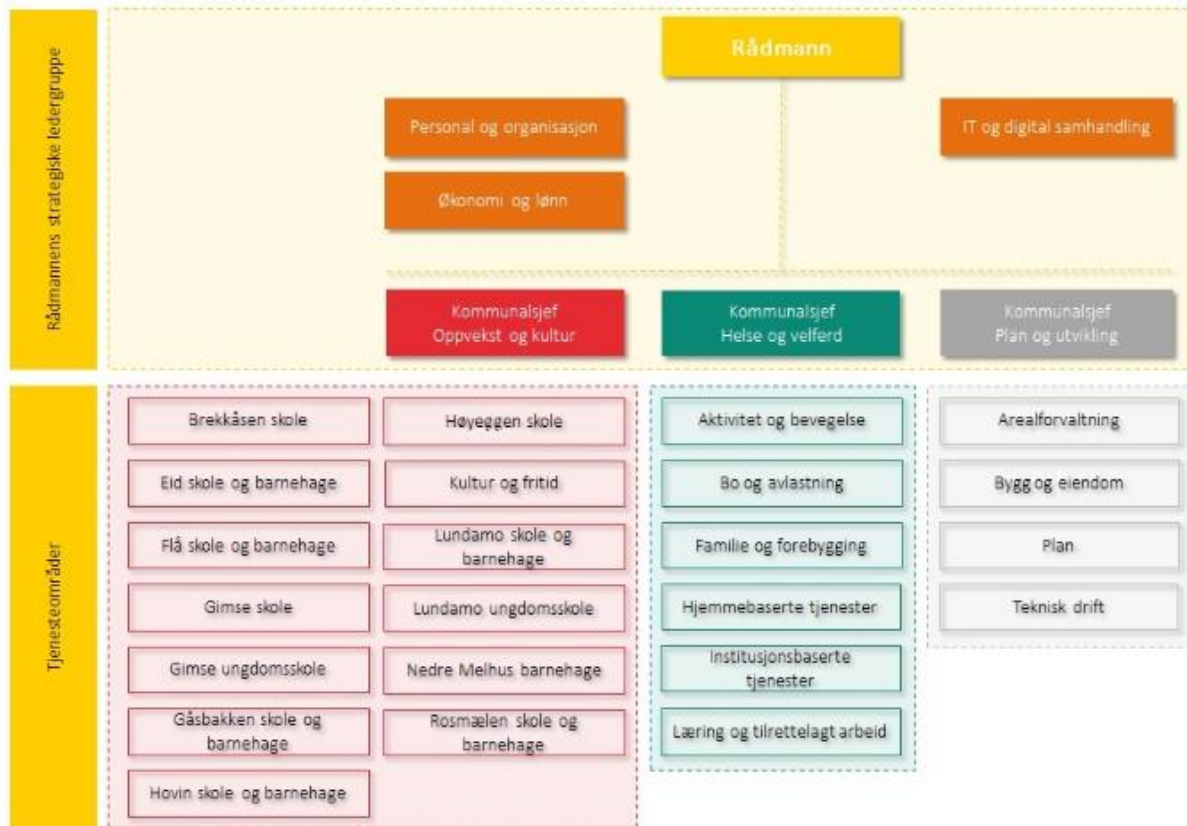 Rådmannens strategiske ledergruppe
Rådmann
Personal og organisasjon
IT og digital samhandling
Økonomi og lønn
Kommunalsjef
Oppvekst og kultur
Kommunalsjef
Helse og velferd
Kommunalsjef
Plan og utvikling
Tjenesteområder
Brekkåsen skole
Eid skole og barnehage
Flå skole og barnehage
Gimse skole
Gimse ungdomsskole
Gåsbakken skole og
barnehage
Hovin skole og barnehage
Høyeggen skole
Kultur og fritid
Lundamo skole og
barnehage
Lundamo ungdomsskole
Nedre Melhus barnehage
Rosmælen skole og
barnehage
Aktivitet og bevegelse
Bo og avlastning
Familie og forebygging
Hjemmebaserte tjenester
Institusjonsbaserte
tjenester
Læring og tilrettelagt arbeid
Arealforvaltning
Bygg og eiendom
Plan
Teknisk drift